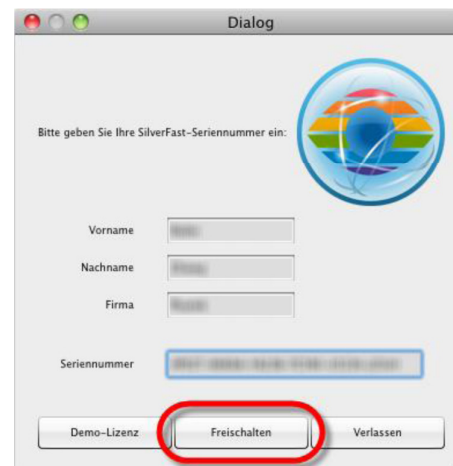 Dialog
Bitte geben Sie Ihre SilverFast-Seriennummer ein:
Vorname
Nachname
Firma
Seriennummer
Demo-Lizenz Freischalten Verlassen